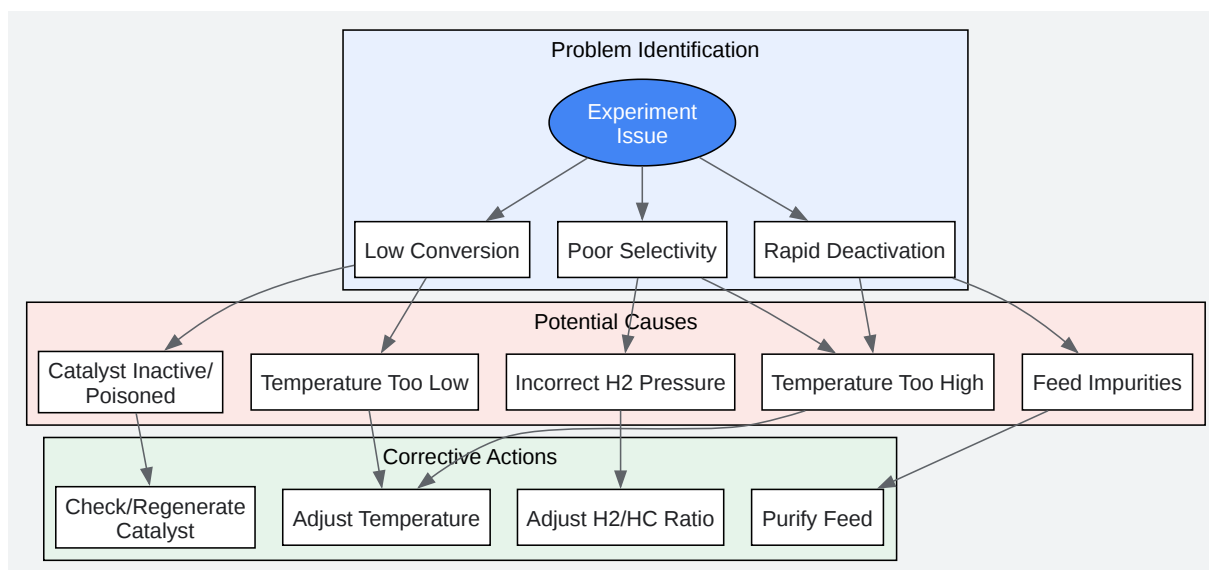 Problem Identification
Experiment
Issue
Low Conversion
Poor Selectivity
Rapid Deactivation
Potential Causes
Catalyst Inactive/
Poisoned
Temperature Too Low
Incorrect H2 Pressure
Temperature Too High
Feed Impurities
Corrective Actions
Check/Regenerate
Catalyst
Adjust Temperature
Adjust H2/HC Ratio
Purify Feed